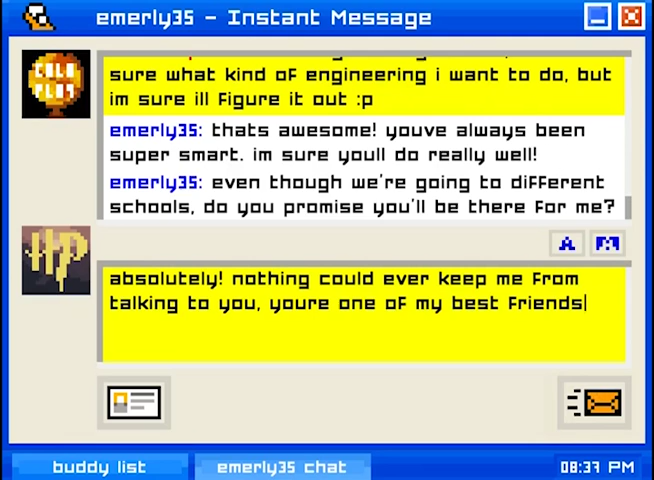 emerly35 - Instant Message
COLD
PLAY
sure what kind of engineering i want to do, but
im sure ill figure it out :p
emerly35: thats awesome! youve always been
super smart. im sure youll do really well!
emerly35: even though we're going to different
schools, do you promise you'll be there for me?
HP
A
absolutely! nothing could ever keep me from
talking to you, youre one of my best friends
buddy list
emerly35 chat
08:37 PM